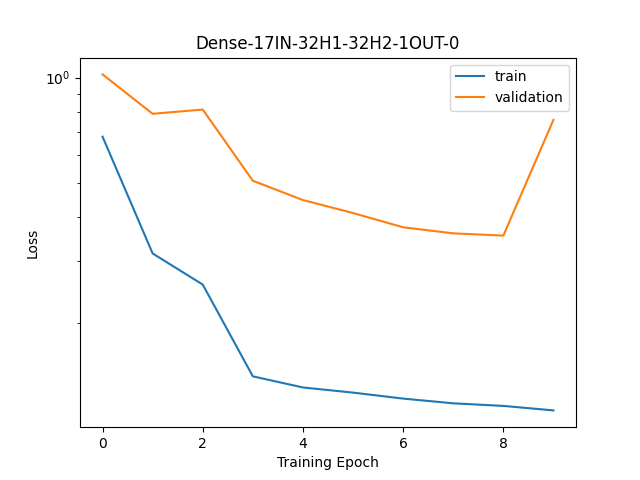 Dense-17IN-32H1-32H2-1OUT-0
train
validation
10⁰
Loss
0 2 4 6 8
Training Epoch